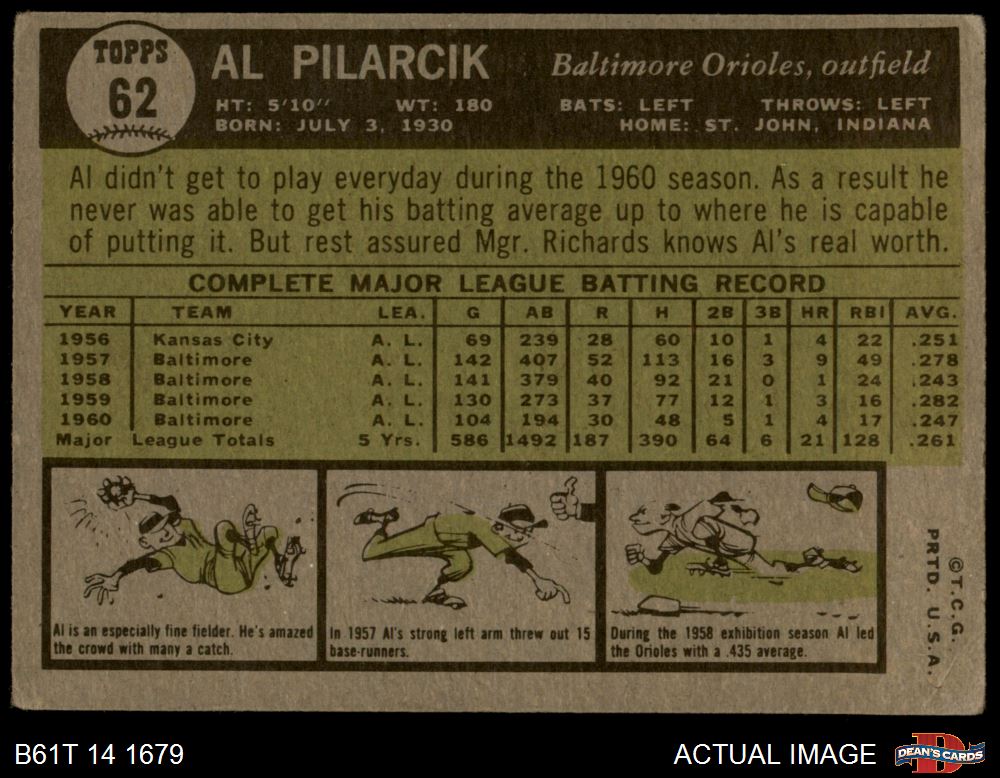 TOPPS
62
AL PILARCIK
Baltimore Orioles, outfield
HT: 5'10" WT: 180 BATS: LEFT THROWS: LEFT
BORN: JULY 3, 1930 HOME: ST. JOHN, INDIANA
Al didn't get to play everyday during the 1960 season. As a result he
never was able to get his batting average up to where he is capable
of putting it. But rest assured Mgr. Richards knows Al's real worth.
COMPLETE MAJOR LEAGUE BATTING RECORD
YEAR TEAM LEA. G AB R H 2B 3B HR RBI AVG.
1956 Kansas City A. L. 69 239 28 60 10 1 4 22 .251
1957 Baltimore A. L. 142 407 52 113 16 3 9 49 .278
1958 Baltimore A. L. 141 379 40 92 21 0 1 24 .243
1959 Baltimore A. L. 130 273 37 77 12 1 3 16 .282
1960 Baltimore A. L. 104 194 30 48 5 1 4 17 .247
Major League Totals 5 Yrs. 586 1492 187 390 64 6 21 128 .261
Al is an especially fine fielder. He's amazed
the crowd with many a catch.
In 1957 Al's strong left arm threw out 15
base-runners.
During the 1958 exhibition season Al led
the Orioles with a .435 average.
© T.C.G.
PRTD. U.S.A.
B61T 14 1679
ACTUAL IMAGE
DEAN'S CARDS